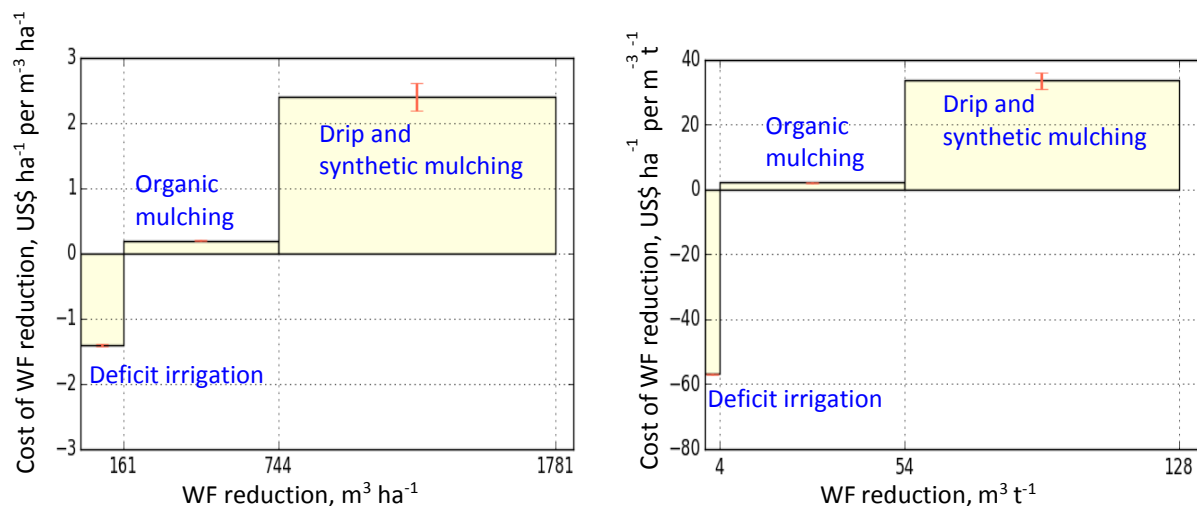 Cost of WF reduction, US$ ha⁻¹ per m⁻³ ha⁻¹
3
2
1
0
−1
−2
−3
Organic
mulching
Drip and
synthetic mulching
Deficit irrigation
161
744
1781
WF reduction, m³ ha⁻¹
Cost of WF reduction, US$ ha⁻¹ per m⁻³ t⁻¹
40
20
0
−20
−40
−60
−80
Organic
mulching
Drip and
synthetic mulching
Deficit irrigation
4
54
128
WF reduction, m³ t⁻¹